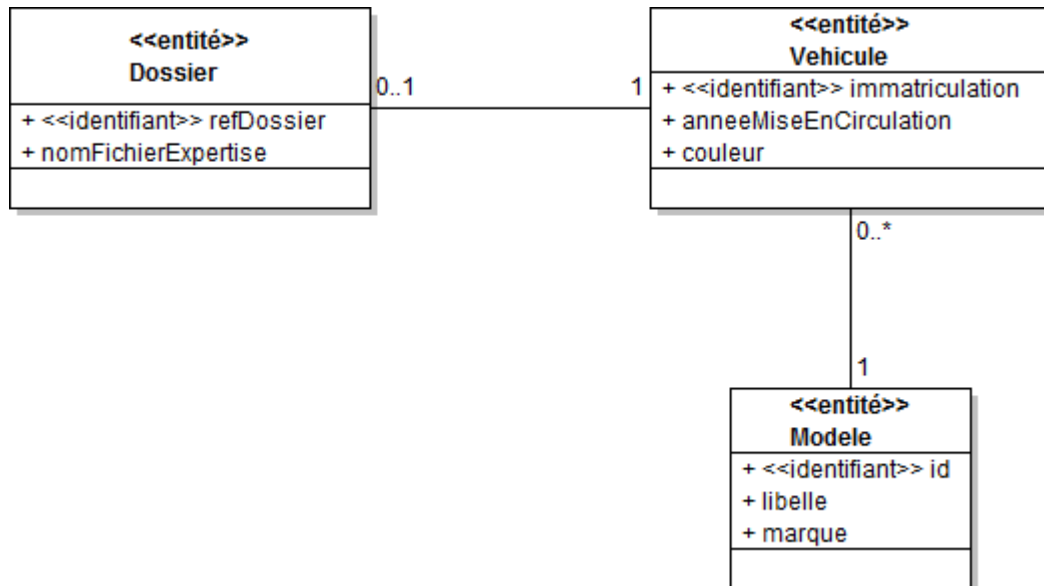 <<entité>>
Dossier
+ <<identifiant>> refDossier
+ nomFichierExpertise
0..1
1
<<entité>>
Vehicule
+ <<identifiant>> immatriculation
+ anneeMiseEnCirculation
+ couleur
0..*
1
<<entité>>
Modele
+ <<identifiant>> id
+ libelle
+ marque